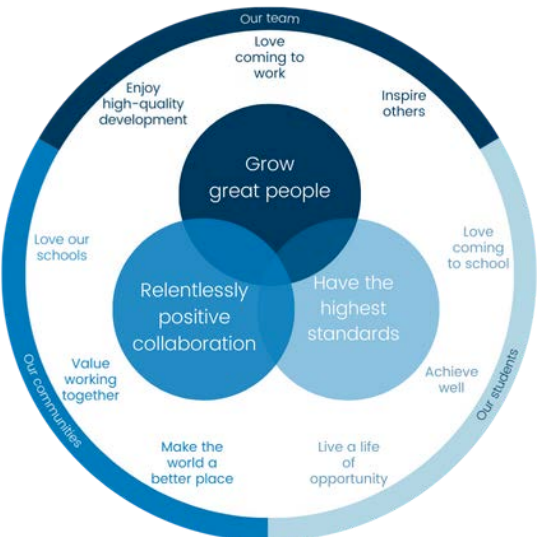 Our team
Love
coming to
work
Enjoy
high-quality
development
Inspire
others
Grow
great people
Love our
schools
Love
coming
to school
Relentlessly
positive
collaboration
Have the
highest
standards
Value
working
together
Achieve
well
Our communities
Our students
Make the
world a
better place
Live a life
of
opportunity